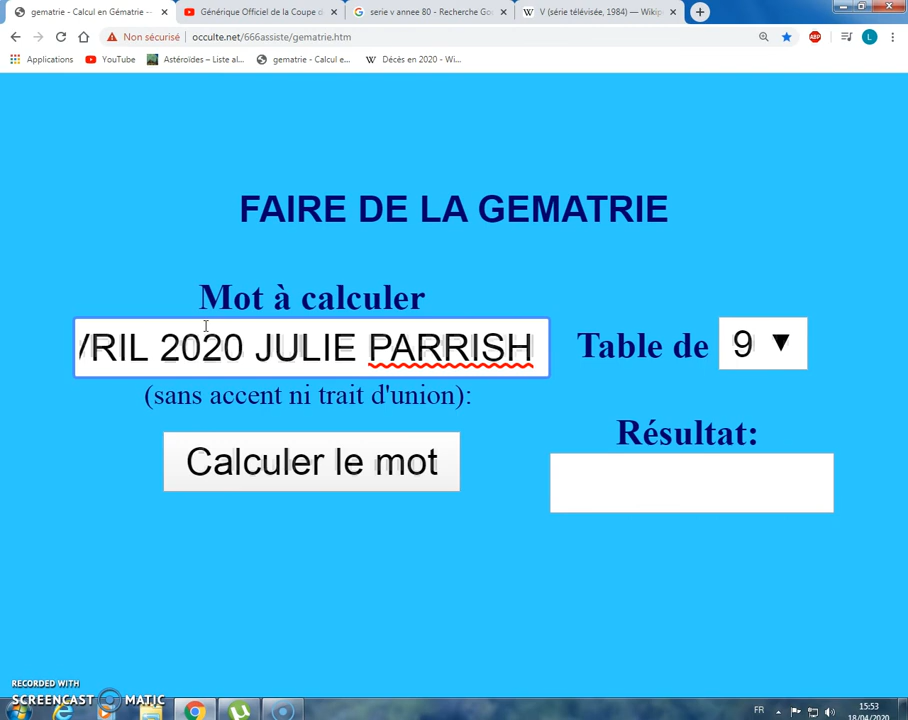 gematrie - Calcul en Gématrie -
Générique Officiel de la Coupe d
serie v annee 80 - Recherche Go
V (série télévisée, 1984) — Wikip
Non sécurisé
occulte.net/666assiste/gematrie.htm
ABP
L
Applications
YouTube
Astéroïdes – Liste al...
gematrie - Calcul e...
Décès en 2020 - Wi...
FAIRE DE LA GEMATRIE
Mot à calculer
VRIL 2020 JULIE PARRISH
Table de 9
(sans accent ni trait d'union):
Résultat:
Calculer le mot
RECORDED WITH
SCREENCAST MATIC
FR
15:53
18/04/2020